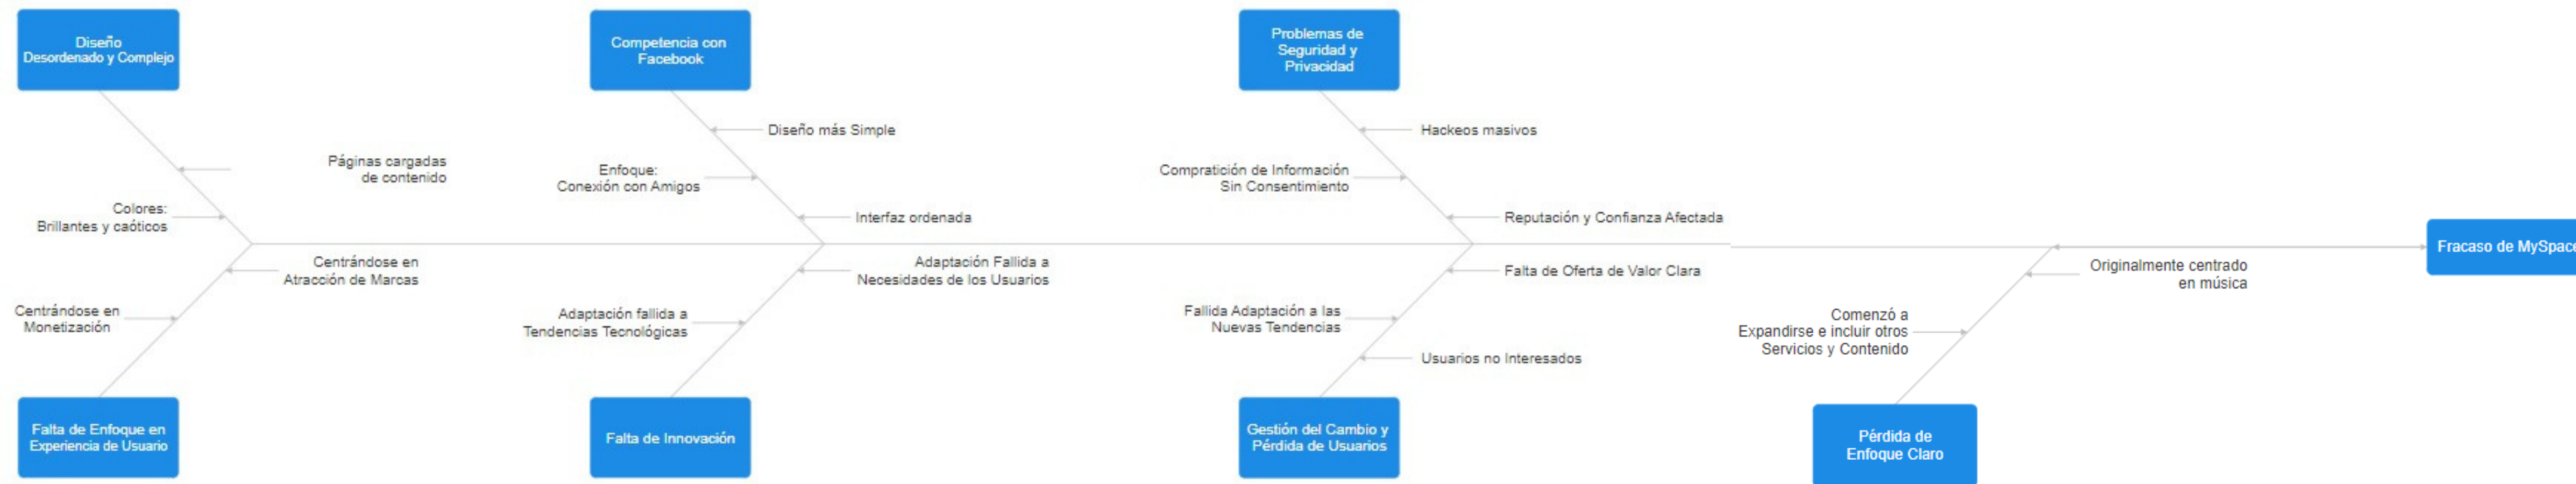 Diseño
Desordenado y Complejo
Competencia con
Facebook
Problemas de
Seguridad y
Privacidad
Páginas cargadas
de contenido
Colores:
Brillantes y caóticos
Diseño más Simple
Enfoque:
Conexión con Amigos
Interfaz ordenada
Hackeos masivos
Compratición de Información
Sin Consentimiento
Reputación y Confianza Afectada
Fracaso de MySpace
Centrándose en
Atracción de Marcas
Centrándose en
Monetización
Adaptación Fallida a
Necesidades de los Usuarios
Adaptación fallida a
Tendencias Tecnológicas
Falta de Oferta de Valor Clara
Fallida Adaptación a las
Nuevas Tendencias
Usuarios no Interesados
Originalmente centrado
en música
Comenzó a
Expandirse e incluir otros
Servicios y Contenido
Falta de Enfoque en
Experiencia de Usuario
Falta de Innovación
Gestión del Cambio y
Pérdida de Usuarios
Pérdida de
Enfoque Claro